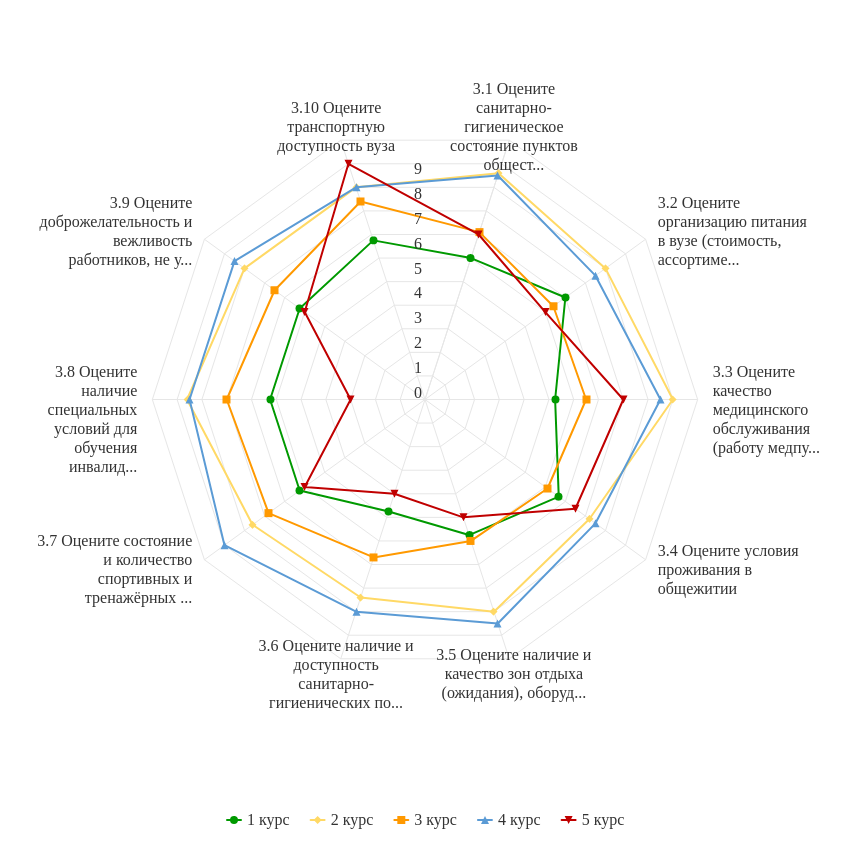 3.1 Оцените
санитарно-
гигиеническое
состояние пунктов
общест...
3.10 Оцените
транспортную
доступность вуза
3.9 Оцените
доброжелательность и
вежливость
работников, не у...
3.2 Оцените
организацию питания
в вузе (стоимость,
ассортиме...
9
8
7
6
5
4
3
2
1
0
3.8 Оцените
наличие
специальных
условий для
обучения
инвалид...
3.3 Оцените
качество
медицинского
обслуживания
(работу медпу...
3.7 Оцените состояние
и количество
спортивных и
тренажёрных ...
3.4 Оцените условия
проживания в
общежитии
3.6 Оцените наличие и
доступность
санитарно-
гигиенических по...
3.5 Оцените наличие и
качество зон отдыха
(ожидания), оборуд...
1 курс 2 курс 3 курс 4 курс 5 курс